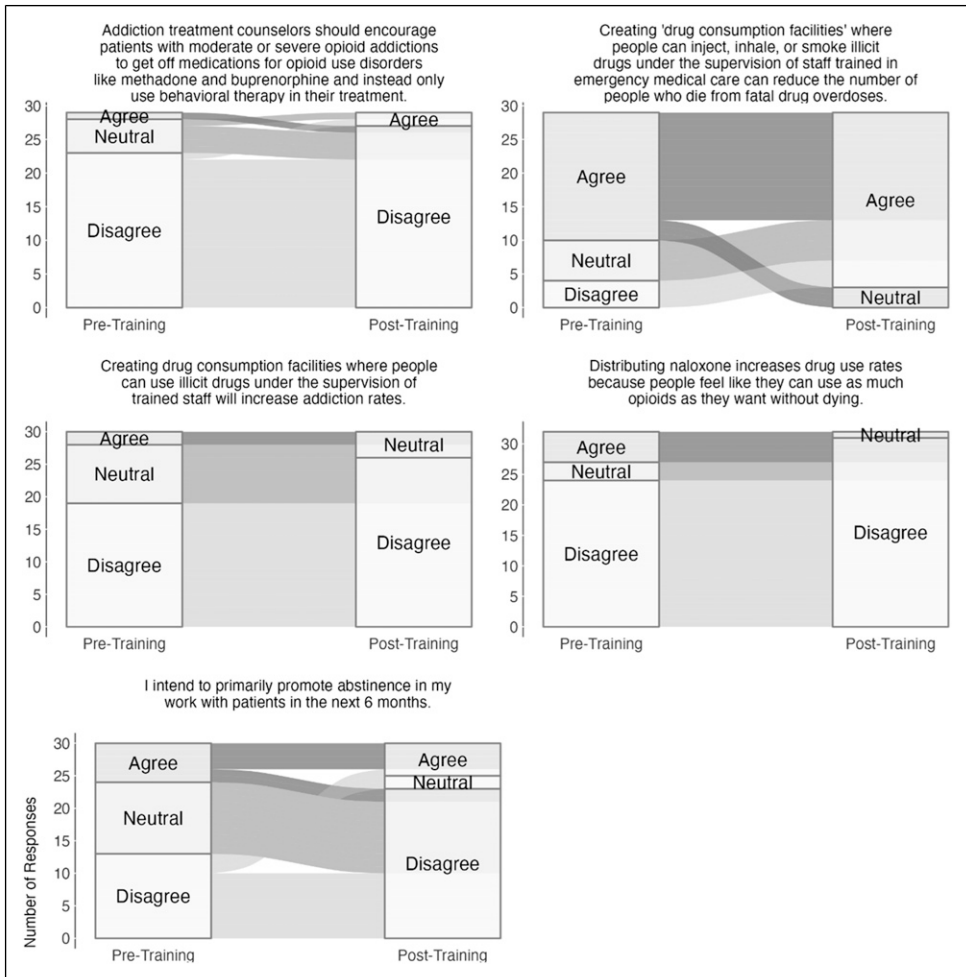 Addiction treatment counselors should encourage
patients with moderate or severe opioid addictions
to get off medications for opioid use disorders
like methadone and buprenorphine and instead only
use behavioral therapy in their treatment.
30
25
20
15
10
5
0
Agree
Neutral
Disagree
Agree
Disagree
Pre-Training
Post-Training
Creating 'drug consumption facilities' where
people can inject, inhale, or smoke illicit
drugs under the supervision of staff trained in
emergency medical care can reduce the number of
people who die from fatal drug overdoses.
30
25
20
15
10
5
0
Agree
Neutral
Disagree
Agree
Neutral
Pre-Training
Post-Training
Creating drug consumption facilities where people
can use illicit drugs under the supervision of
trained staff will increase addiction rates.
30
25
20
15
10
5
0
Agree
Neutral
Disagree
Neutral
Disagree
Pre-Training
Post-Training
Distributing naloxone increases drug use rates
because people feel like they can use as much
opioids as they want without dying.
30
25
20
15
10
5
0
Agree
Neutral
Disagree
Neutral
Disagree
Pre-Training
Post-Training
I intend to primarily promote abstinence in my
work with patients in the next 6 months.
Number of Responses
30
25
20
15
10
5
0
Agree
Neutral
Disagree
Agree
Neutral
Disagree
Pre-Training
Post-Training